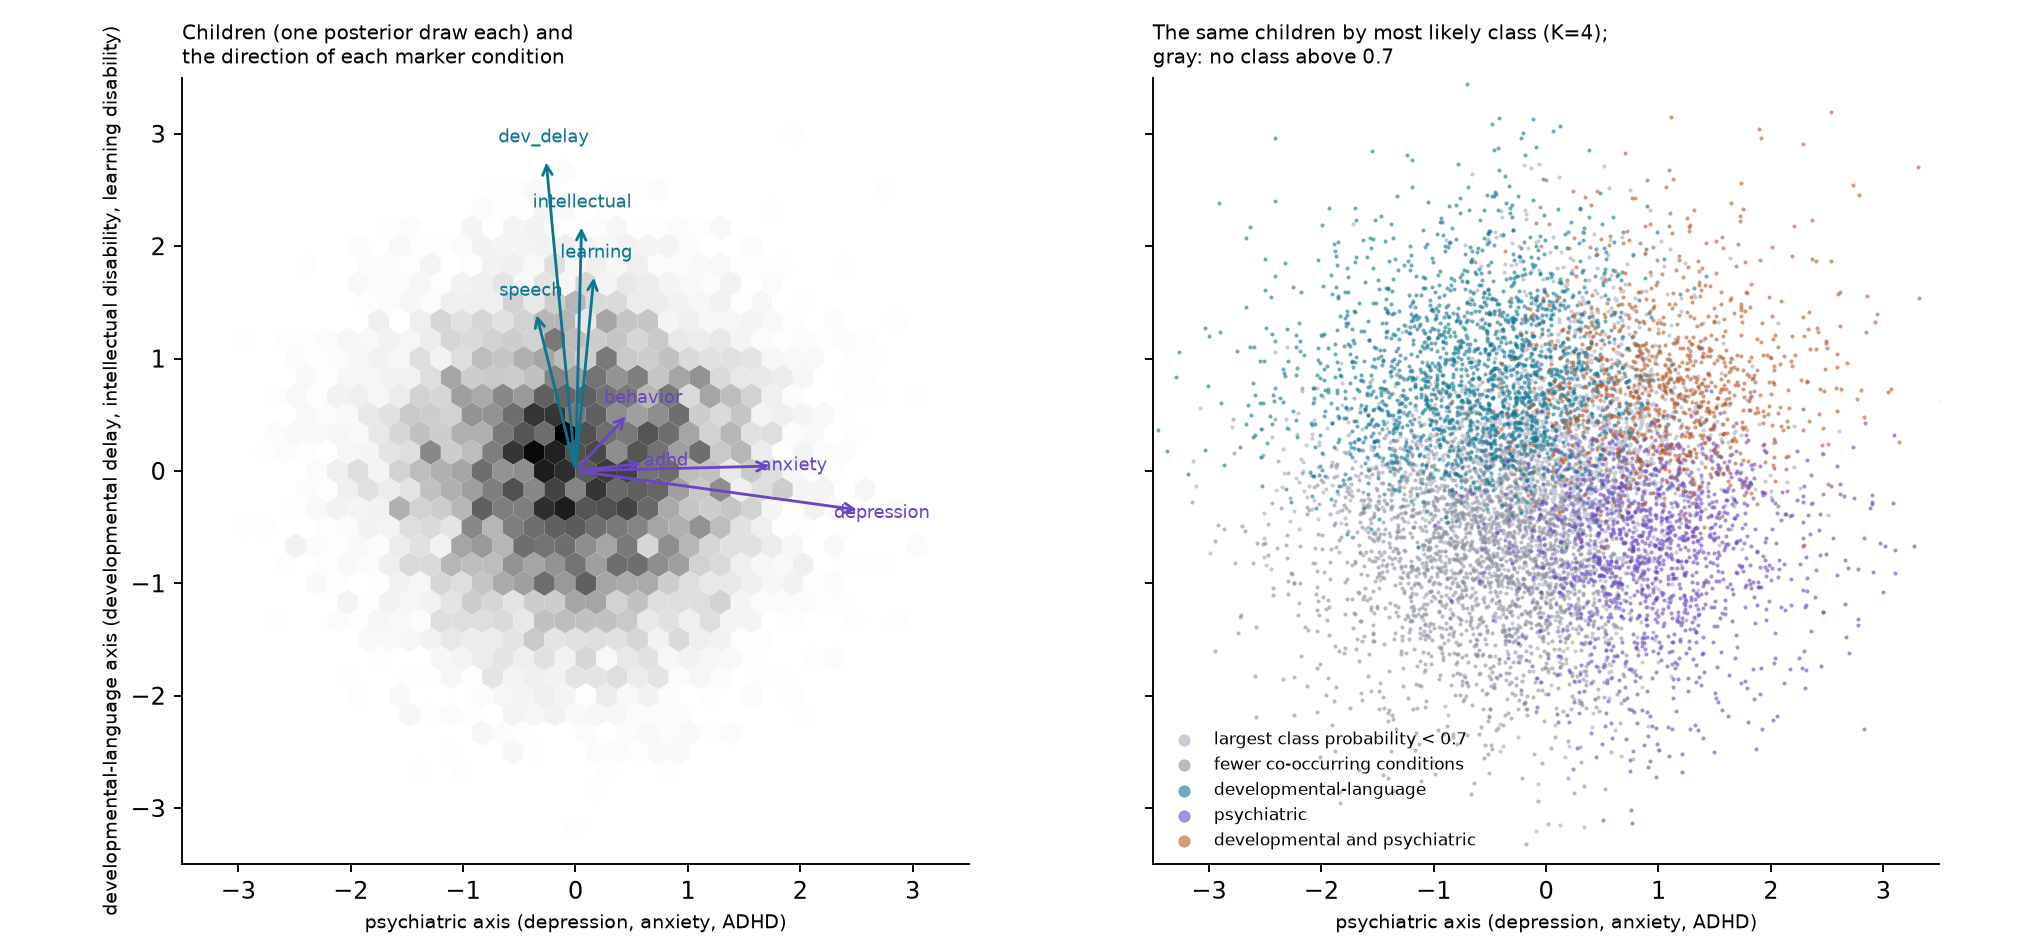 Children (one posterior draw each) and
the direction of each marker condition
developmental-language axis (developmental delay, intellectual disability, learning disability)
3
2
1
0
−1
−2
−3
dev_delay
intellectual
learning
speech
behavior
adhd
anxiety
depression
−3 −2 −1 0 1 2 3
psychiatric axis (depression, anxiety, ADHD)
The same children by most likely class (K=4);
gray: no class above 0.7
largest class probability < 0.7
fewer co-occurring conditions
developmental-language
psychiatric
developmental and psychiatric
−3 −2 −1 0 1 2 3
psychiatric axis (depression, anxiety, ADHD)